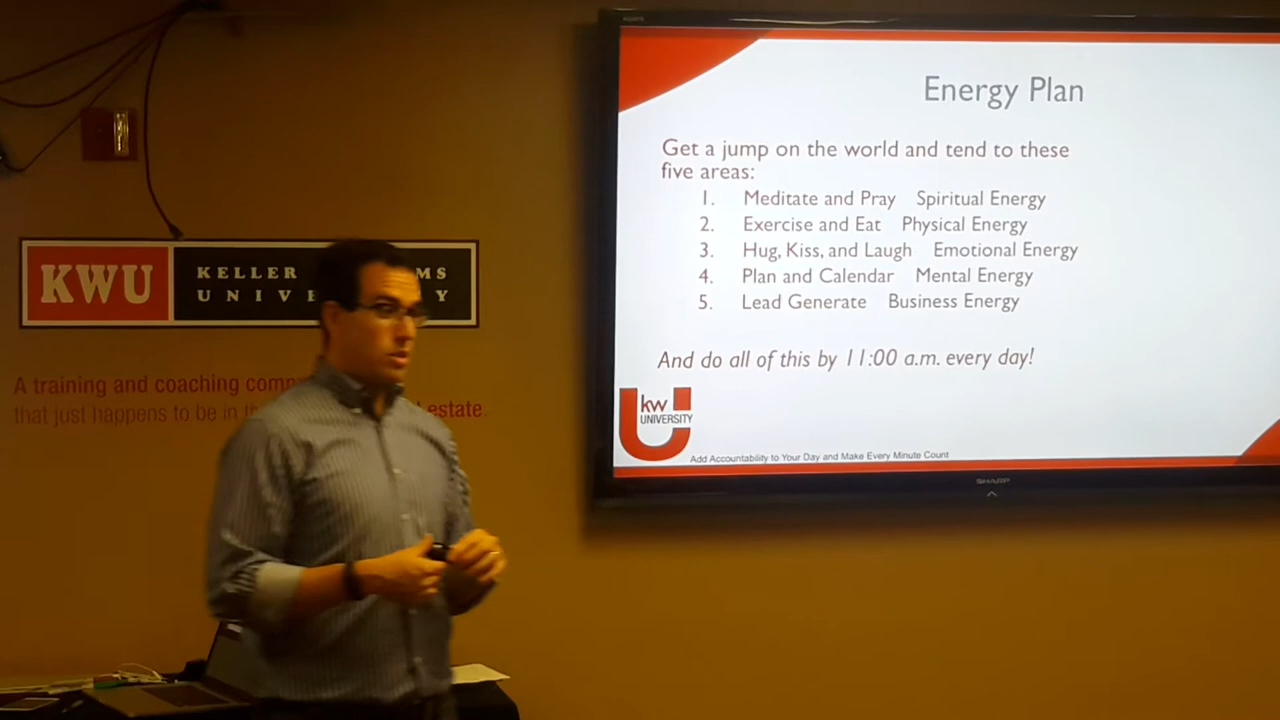 Energy Plan
Get a jump on the world and tend to these
five areas:
1. Meditate and Pray Spiritual Energy
2. Exercise and Eat Physical Energy
3. Hug, Kiss, and Laugh Emotional Energy
4. Plan and Calendar Mental Energy
5. Lead Generate Business Energy
And do all of this by 11:00 a.m. every day!
kw
UNIVERSITY
Add Accountability to Your Day and Make Every Minute Count
SHARP
KWU
KELLER
UNIVE
MS
Y
A training and coaching comp
that just happens to be in th
estate.